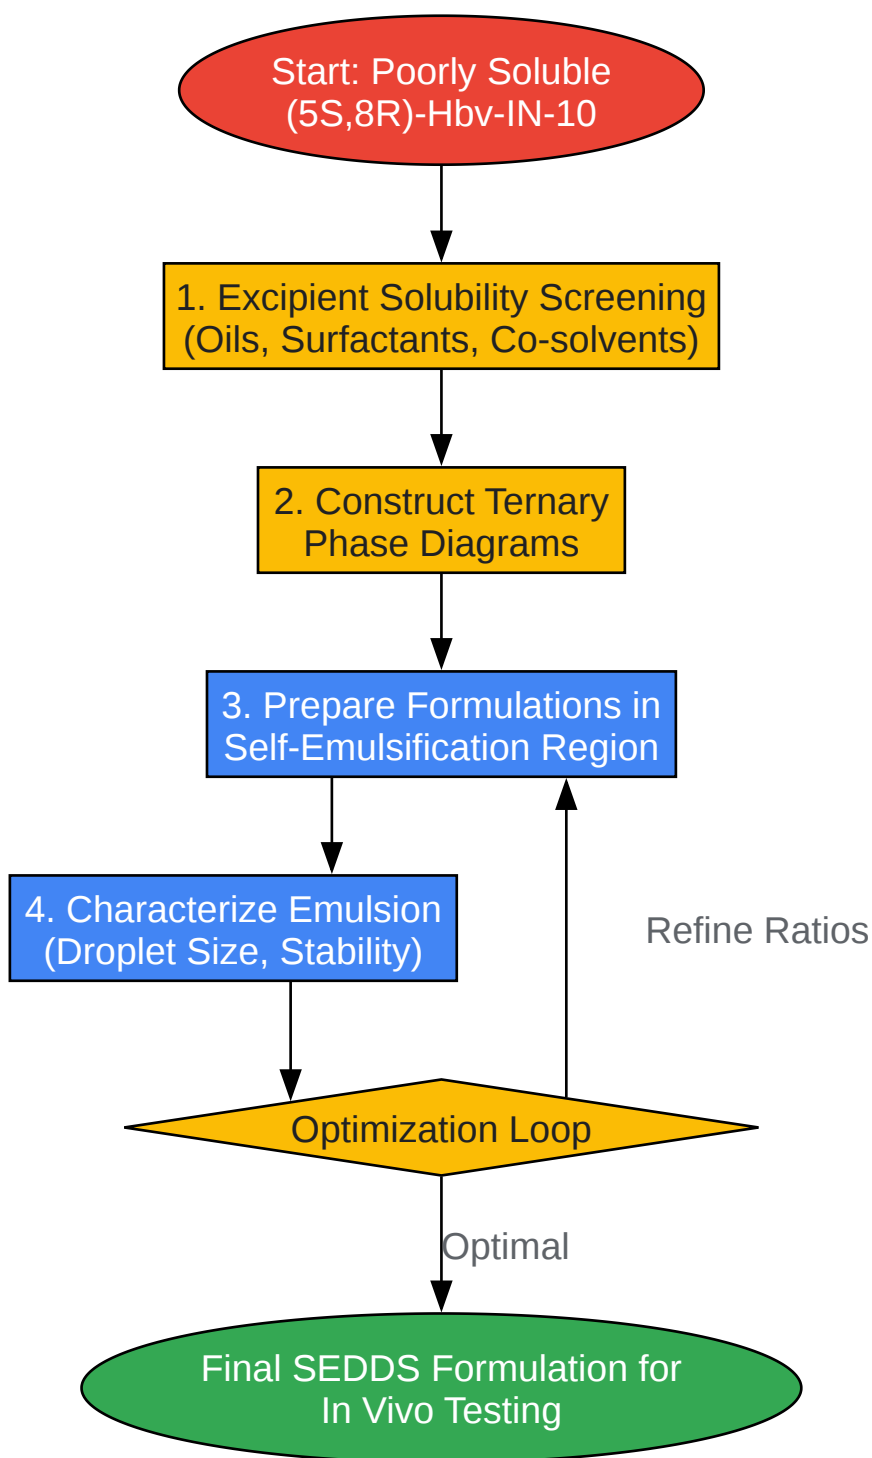 Start: Poorly Soluble
(5S,8R)-Hbv-IN-10
1. Excipient Solubility Screening
(Oils, Surfactants, Co-solvents)
2. Construct Ternary
Phase Diagrams
3. Prepare Formulations in
Self-Emulsification Region
4. Characterize Emulsion
(Droplet Size, Stability)
Refine Ratios
Optimization Loop
Optimal
Final SEDDS Formulation for
In Vivo Testing